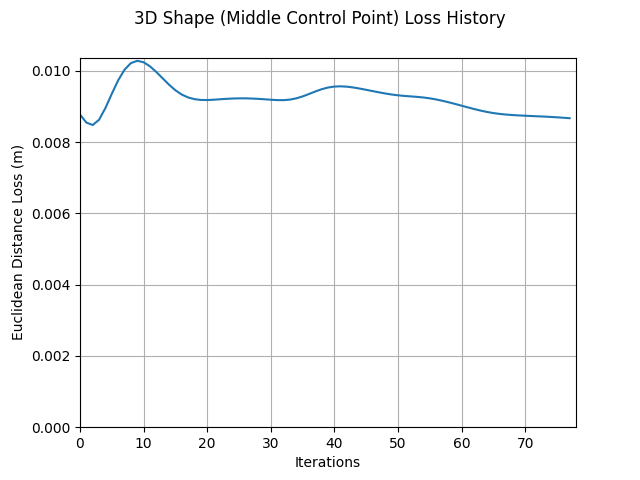 3D Shape (Middle Control Point) Loss History
Euclidean Distance Loss (m)
0.010
0.008
0.006
0.004
0.002
0.000
0 10 20 30 40 50 60 70
Iterations